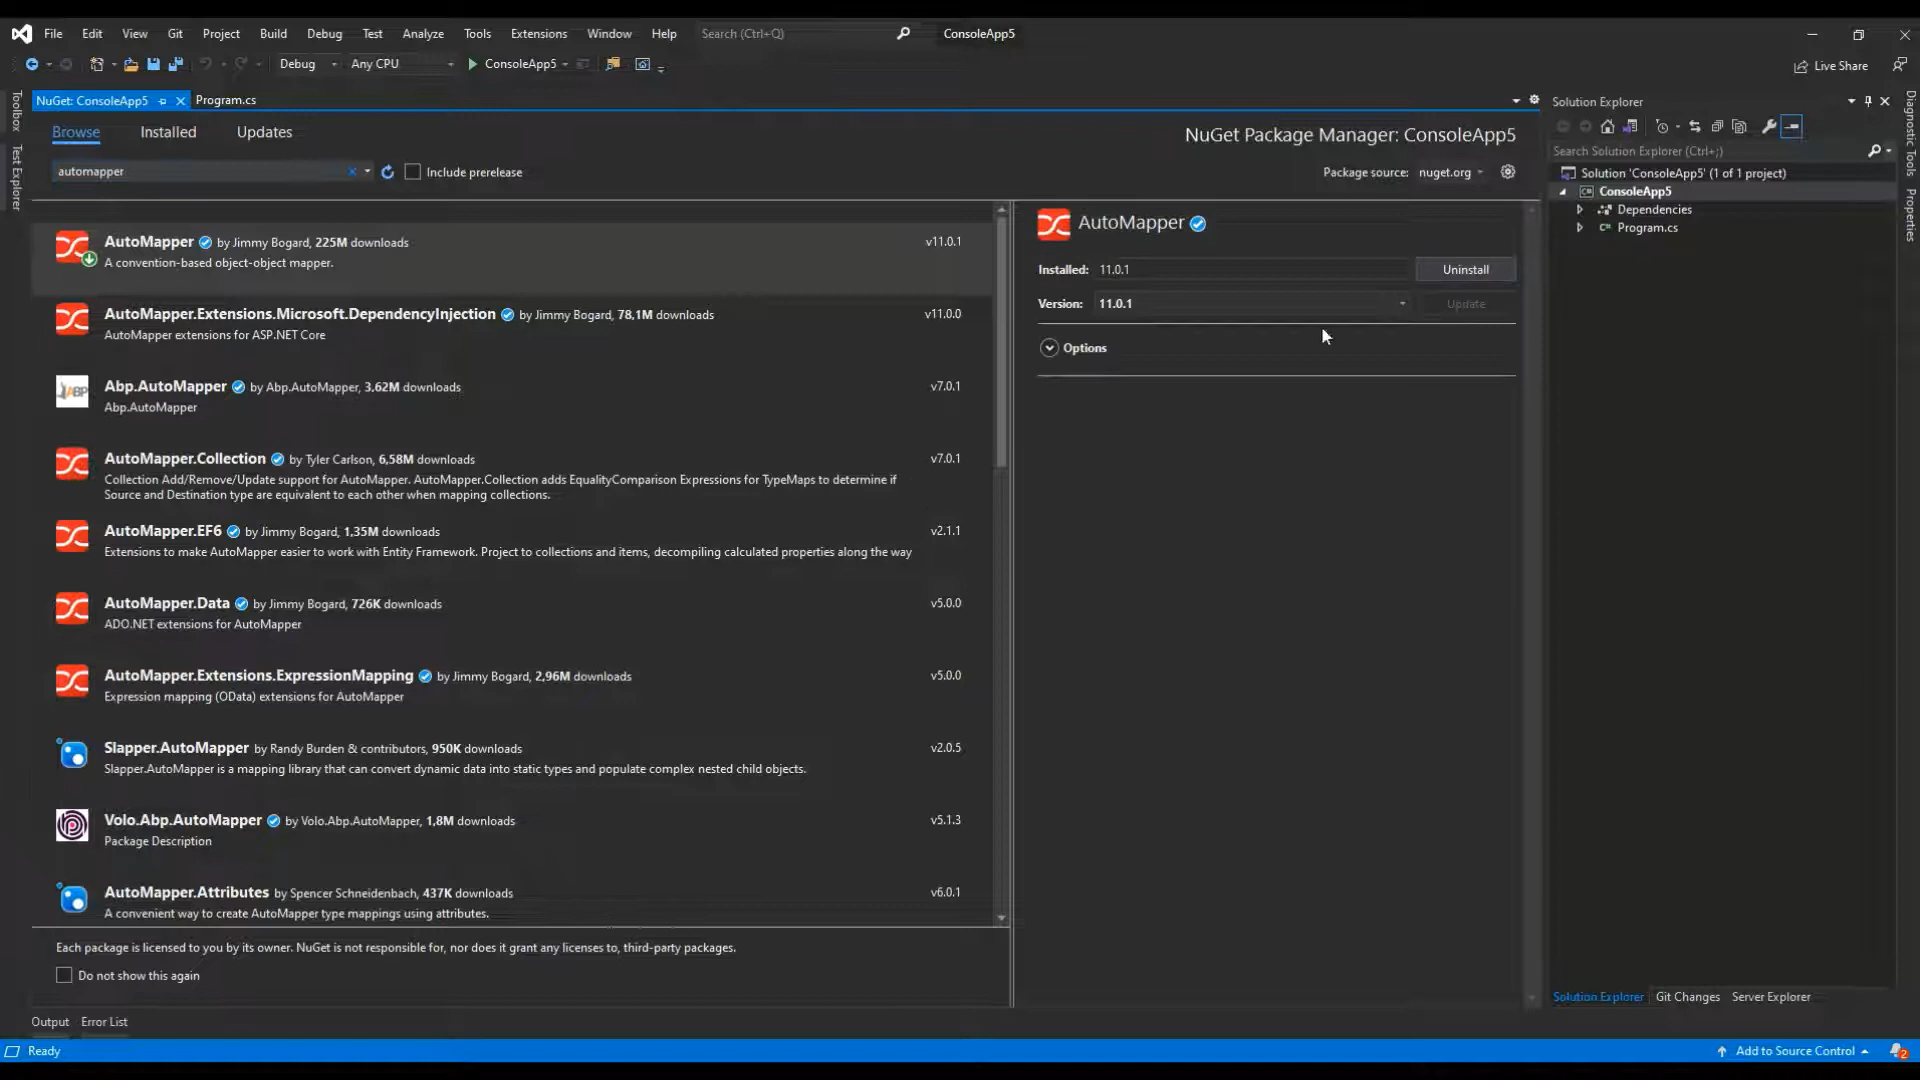 File Edit View Git Project Build Debug Test Analyze Tools Extensions Window Help Search (Ctrl+Q) ConsoleApp5
Debug Any CPU ConsoleApp5 Live Share
NuGet: ConsoleApp5 Program.cs
Toolbox
Test Explorer
Browse Installed Updates
NuGet Package Manager: ConsoleApp5
automapper
Include prerelease
Package source: nuget.org
AutoMapper by Jimmy Bogard, 225M downloads v11.0.1
A convention-based object-object mapper.
AutoMapper.Extensions.Microsoft.DependencyInjection by Jimmy Bogard, 78,1M downloads v11.0.0
AutoMapper extensions for ASP.NET Core
ABP
Abp.AutoMapper by Abp.AutoMapper, 3.62M downloads v7.0.1
Abp.AutoMapper
AutoMapper.Collection by Tyler Carlson, 6,58M downloads v7.0.1
Collection Add/Remove/Update support for AutoMapper. AutoMapper.Collection adds EqualityComparison Expressions for TypeMaps to determine if
Source and Destination type are equivalent to each other when mapping collections.
AutoMapper.EF6 by Jimmy Bogard, 1,35M downloads v2.1.1
Extensions to make AutoMapper easier to work with Entity Framework. Project to collections and items, decompiling calculated properties along the way
AutoMapper.Data by Jimmy Bogard, 726K downloads v5.0.0
ADO.NET extensions for AutoMapper
AutoMapper.Extensions.ExpressionMapping by Jimmy Bogard, 2,96M downloads v5.0.0
Expression mapping (OData) extensions for AutoMapper
Slapper.AutoMapper by Randy Burden & contributors, 950K downloads v2.0.5
Slapper.AutoMapper is a mapping library that can convert dynamic data into static types and populate complex nested child objects.
Volo.Abp.AutoMapper by Volo.Abp.AutoMapper, 1,8M downloads v5.1.3
Package Description
AutoMapper.Attributes by Spencer Schneidenbach, 437K downloads v6.0.1
A convenient way to create AutoMapper type mappings using attributes.
Each package is licensed to you by its owner. NuGet is not responsible for, nor does it grant any licenses to, third-party packages.
Do not show this again
AutoMapper
Installed: 11.0.1 Uninstall
Version: 11.0.1 Update
Options
Solution Explorer
Search Solution Explorer (Ctrl+;)
Solution 'ConsoleApp5' (1 of 1 project)
ConsoleApp5
Dependencies
C# Program.cs
Solution Explorer Git Changes Server Explorer
Diagnostic Tools
Properties
Output Error List
Ready
Add to Source Control 2